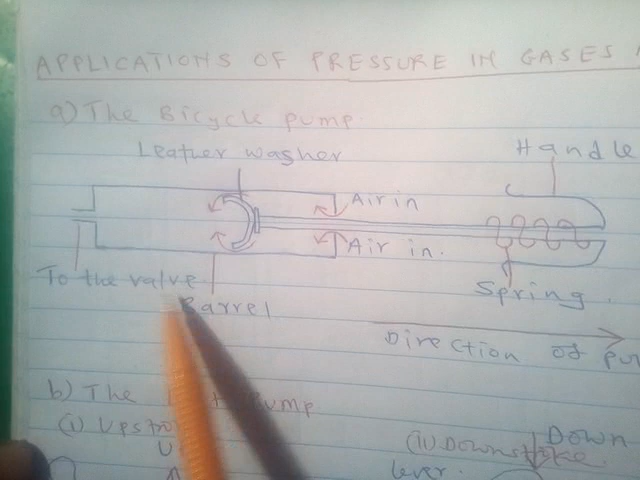 APPLICATIONS OF PRESSURE IN GASES
a) The Bicycle pump.
Leather washer
Handle
Air in
Air in.
To the valve
Barrel
Spring.
Direction of
b) The Pump
(i)
(ii) Downstroke
Down
lever.